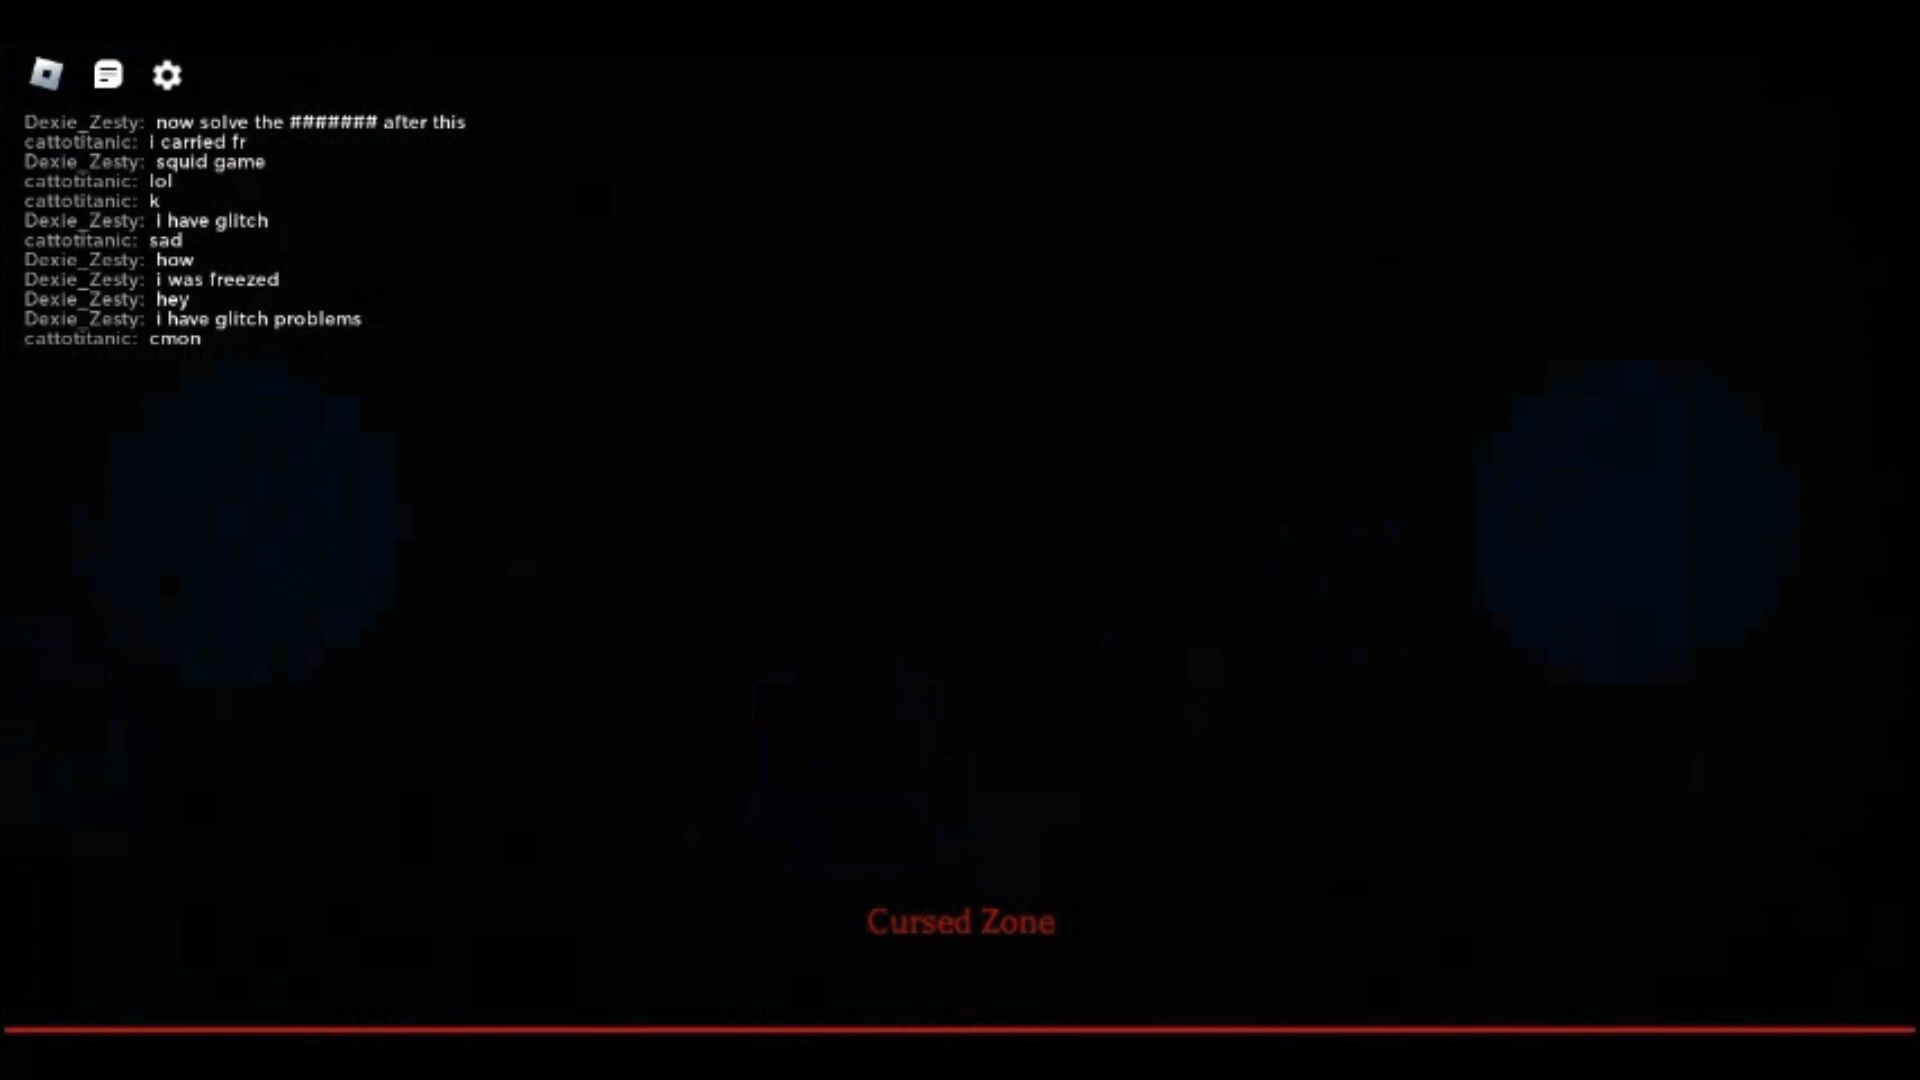 Dexie_Zesty: now solve the ####### after this
cattotitanic: i carried fr
Dexie_Zesty: squid game
cattotitanic: lol
cattotitanic: k
Dexie_Zesty: i have glitch
cattotitanic: sad
Dexie_Zesty: how
Dexie_Zesty: i was freezed
Dexie_Zesty: hey
Dexie_Zesty: i have glitch problems
cattotitanic: cmon
Cursed Zone